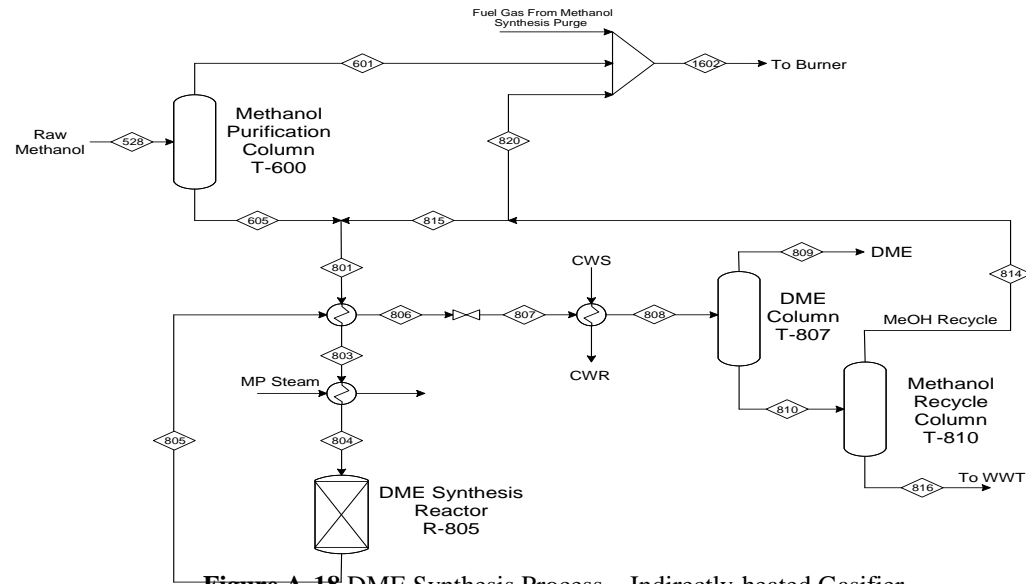 Fuel Gas From Methanol
Synthesis Purge
601
1602
To Burner
Methanol
Purification
Column
T-600
Raw
Methanol
528
820
605
815
801
CWS
809
DME
814
DME
Column
T-807
806
807
808
MeOH Recycle
803
CWR
MP Steam
Methanol
Recycle
Column
T-810
810
805
804
To WWT
816
DME Synthesis
Reactor
R-805
Figure A-18 DME Synthesis Process – Indirectly-heated Gasifier